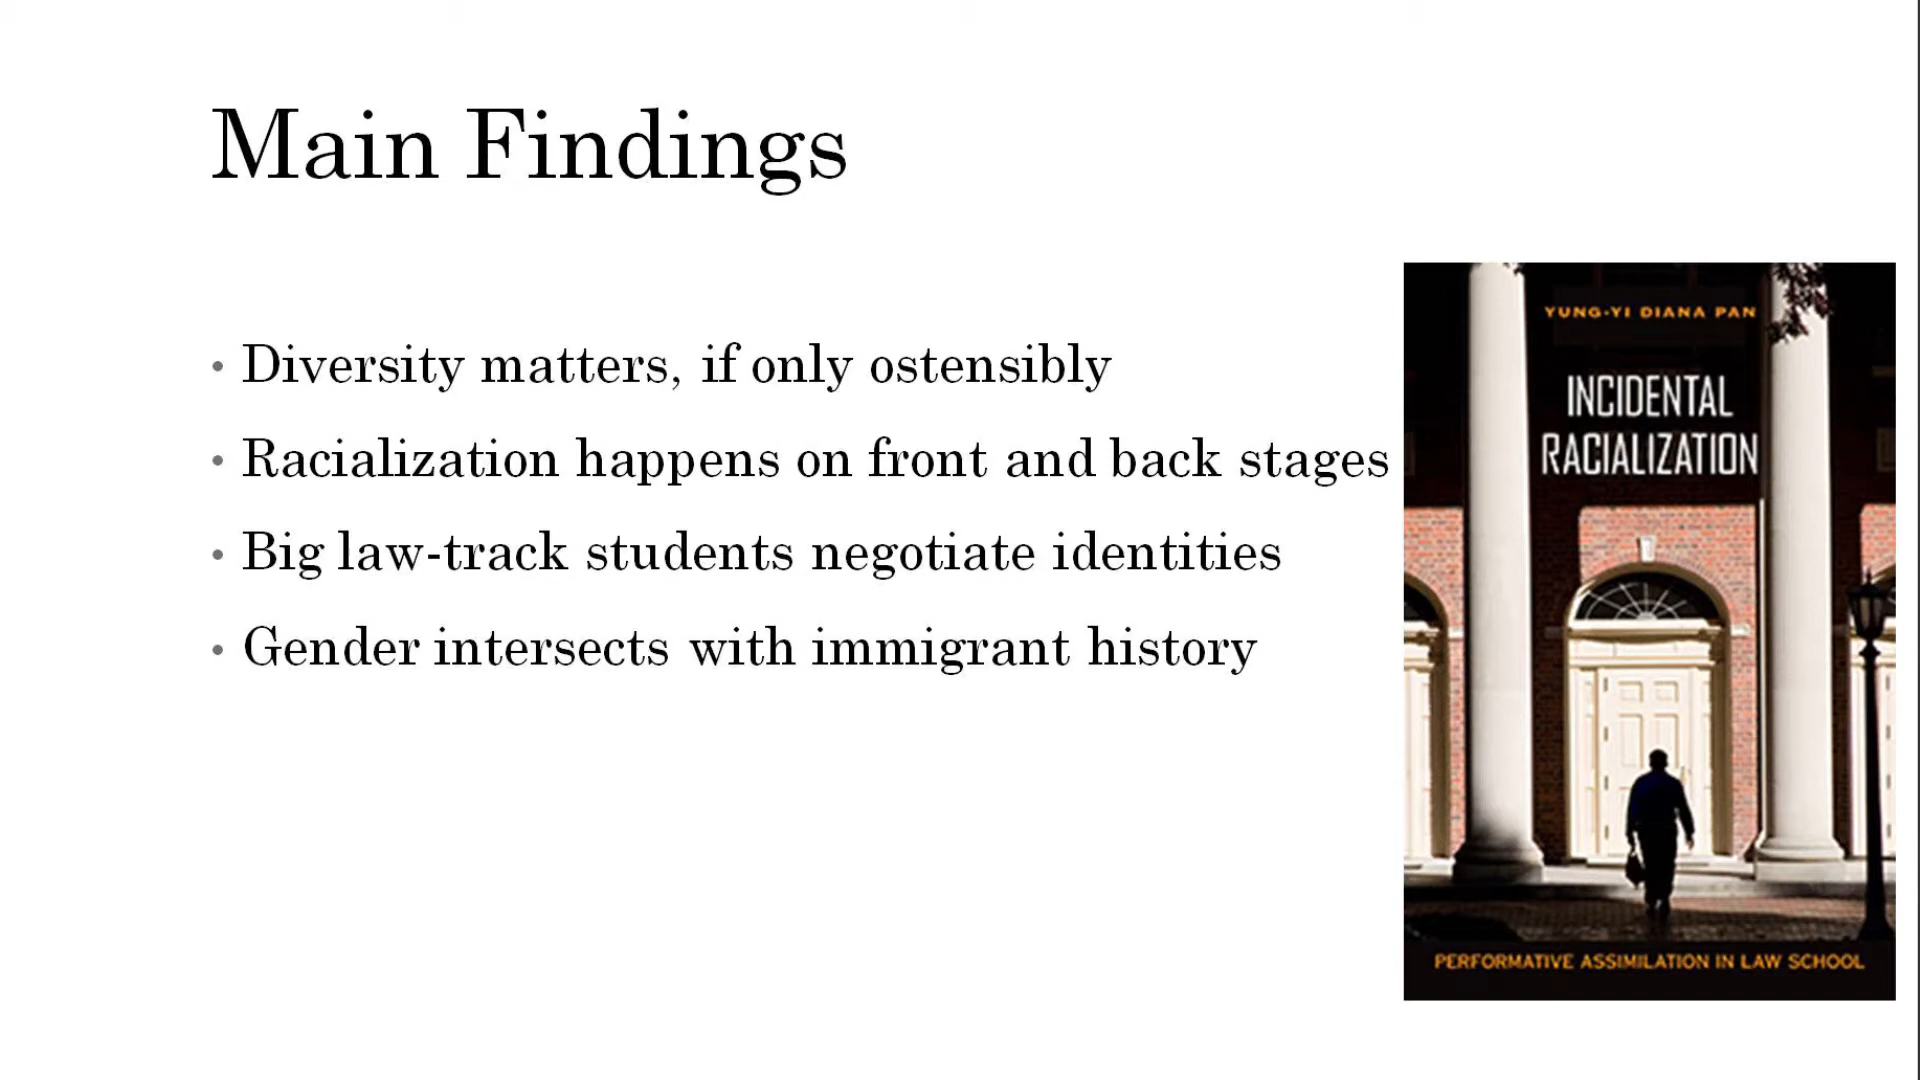 Main Findings
• Diversity matters, if only ostensibly
• Racialization happens on front and back stages
• Big law-track students negotiate identities
• Gender intersects with immigrant history
YUNG-YI DIANA PAN
INCIDENTAL
RACIALIZATION
PERFORMATIVE ASSIMILATION IN LAW SCHOOL